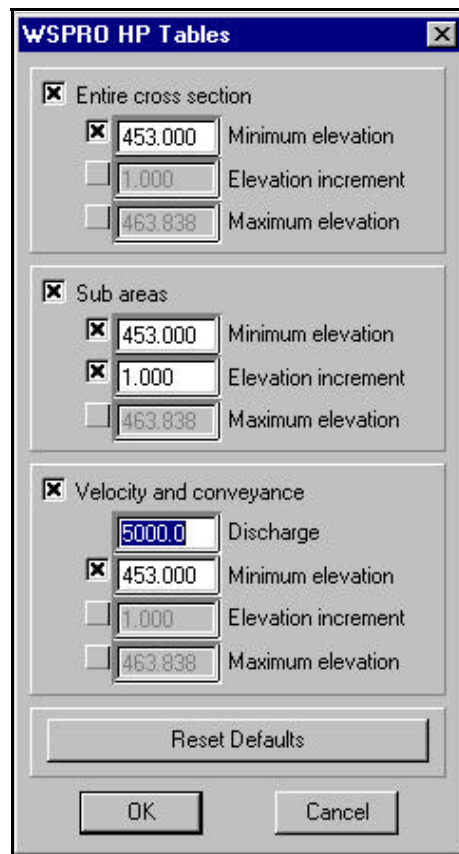 WSPRO HP Tables
Entire cross section
453.000 Minimum elevation
1.000 Elevation increment
463.838 Maximum elevation
Sub areas
453.000 Minimum elevation
1.000 Elevation increment
463.838 Maximum elevation
Velocity and conveyance
5000.0 Discharge
453.000 Minimum elevation
1.000 Elevation increment
463.838 Maximum elevation
Reset Defaults
OK Cancel